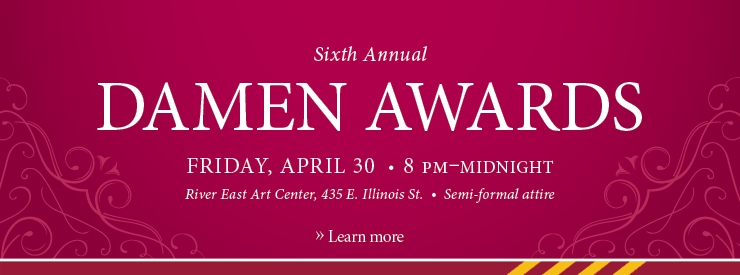 Sixth Annual
DAMEN AWARDS
FRIDAY, APRIL 30 • 8 PM–MIDNIGHT
River East Art Center, 435 E. Illinois St. • Semi-formal attire
» Learn more